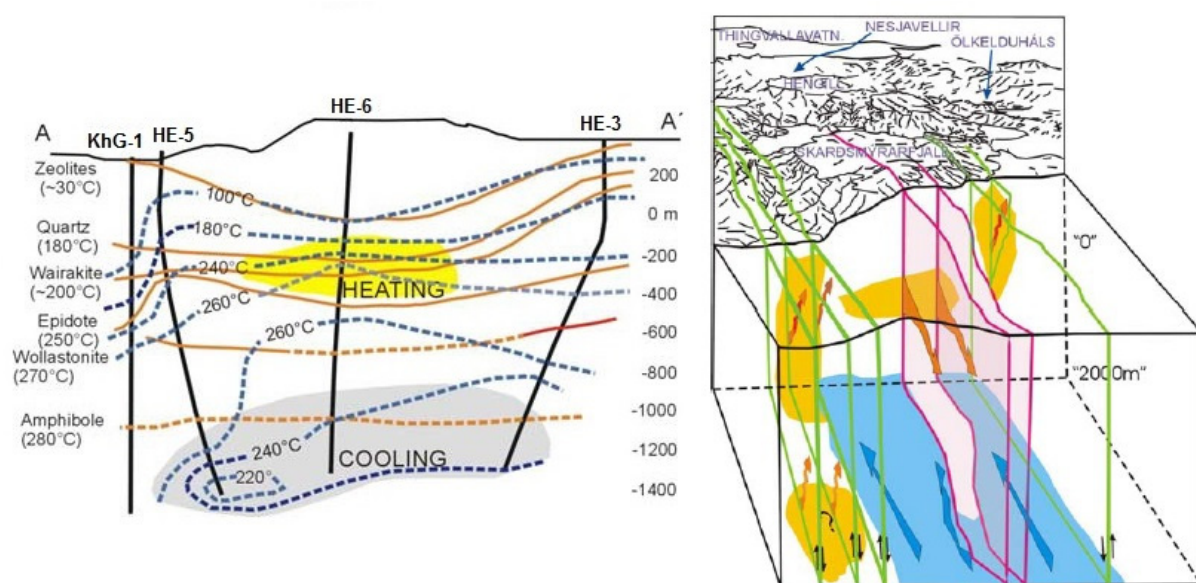 A
KhG-1
HE-5
HE-6
HE-3
A´
Zeolites
(~30°C)
100°C
200
Quartz
(180°C)
180°C
0 m
Wairakite
(~200°C)
240°C
-200
HEATING
260°C
-400
Epidote
(250°C)
260°C
-600
Wollastonite
(270°C)
-800
Amphibole
(280°C)
-1000
240°C
COOLING
-1200
220°
-1400
THINGVALLAVATN.
NESJAVELLIR
ÖLKELDUHÁLS
HENGILL
SKARÐSMÝRARFJALL
"0"
"2000m"
?